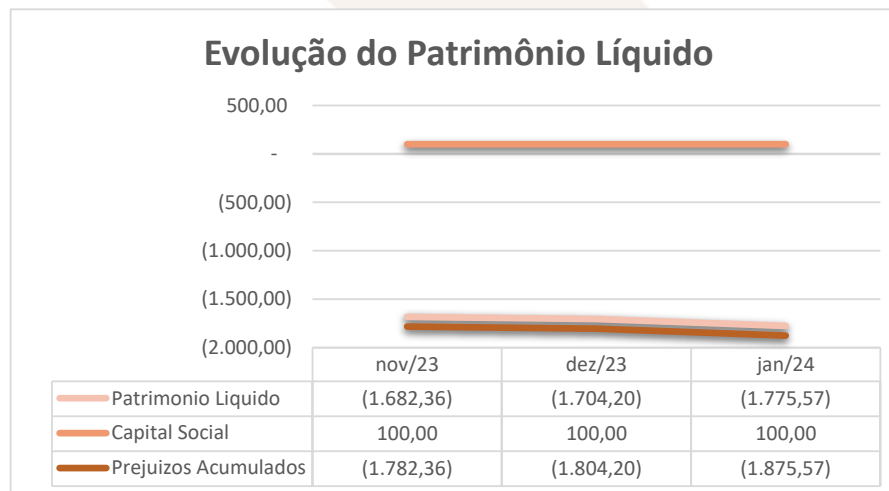 Evolução do Patrimônio Líquido
500,00
-
(500,00)
(1.000,00)
(1.500,00)
(2.000,00)
nov/23 dez/23 jan/24
Patrimonio Liquido (1.682,36) (1.704,20) (1.775,57)
Capital Social 100,00 100,00 100,00
Prejuizos Acumulados (1.782,36) (1.804,20) (1.875,57)